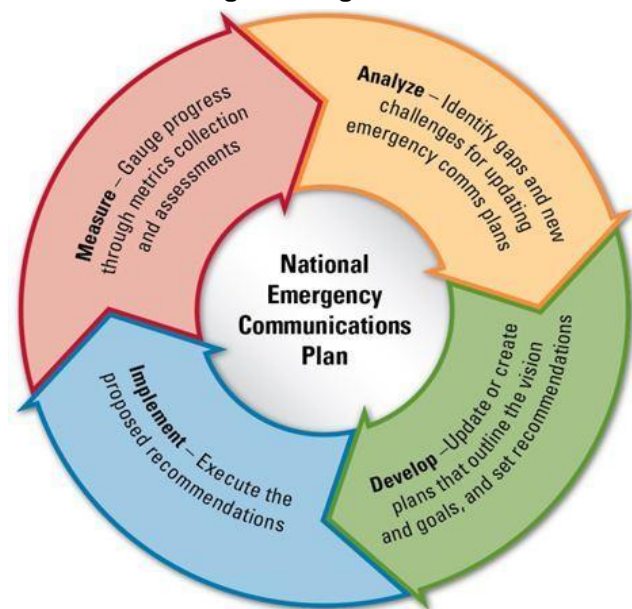 Analyze – Identify gaps and new
challenges for updating
emergency comms plans
Develop –Update or create
plans that outline the vision
and goals, and set recommendations
Implement – Execute the
proposed recommendations
Measure – Gauge progress
through metrics collection
and assessments
National
Emergency
Communications
Plan